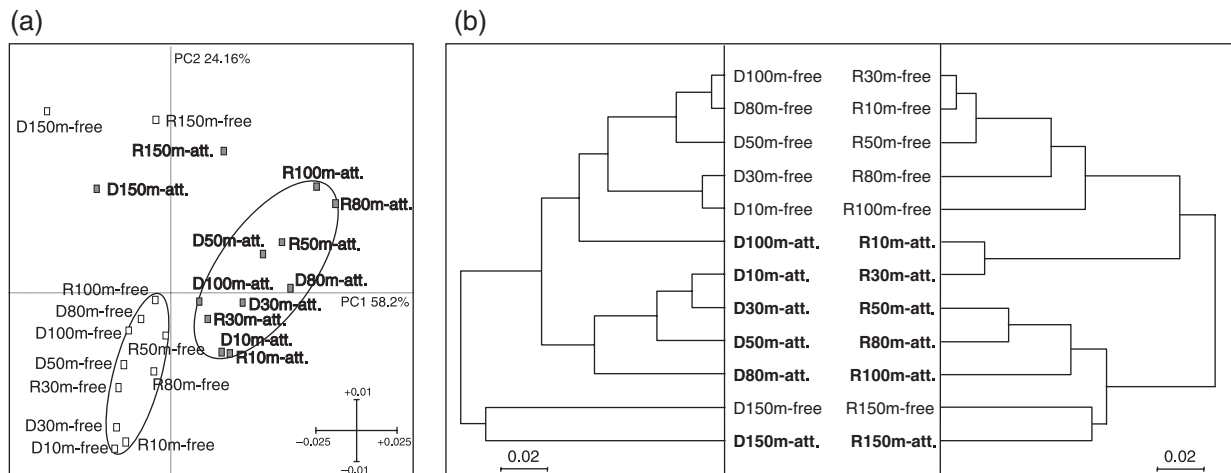 (a)
PC2 24.16%
D150m-free
R150m-free
R150m-att.
D150m-att.
R100m-att.
R80m-att.
D50m-att.
R50m-att.
D100m-att.
D80m-att.
PC1 58.2%
R100m-free
D80m-free
D30m-att.
D100m-free
R30m-att.
R50m-free
D10m-att.
R10m-att.
D50m-free
R30m-free
R80m-free
D30m-free
D10m-free
R10m-free
+0.01
−0.025
+0.025
−0.01
(b)
D100m-free R30m-free
D80m-free R10m-free
D50m-free R50m-free
D30m-free R80m-free
D10m-free R100m-free
D100m-att. R10m-att.
D10m-att. R30m-att.
D30m-att. R50m-att.
D50m-att. R80m-att.
D80m-att. R100m-att.
D150m-free R150m-free
D150m-att. R150m-att.
0.02 0.02